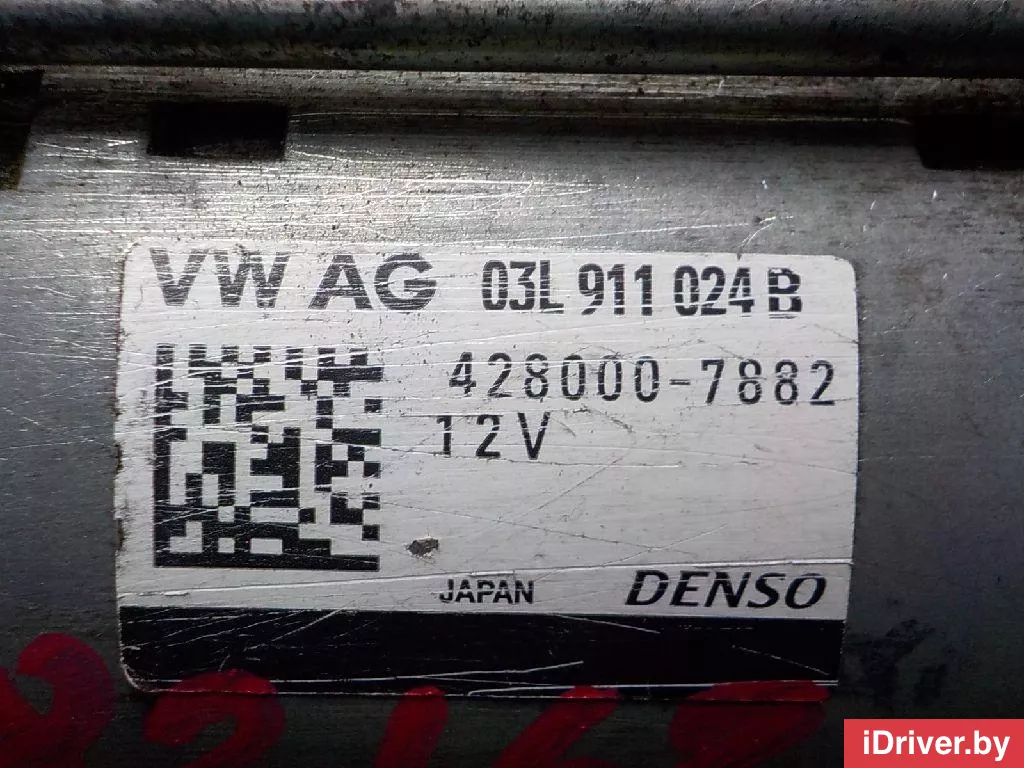 VW AG 03L 911 024 B
428000-7882
12V
JAPAN DENSO
iDriver.by